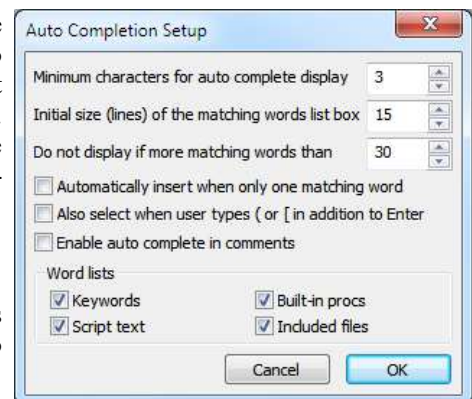 Auto Completion Setup
Minimum characters for auto complete display 3
Initial size (lines) of the matching words list box 15
Do not display if more matching words than 30
Automatically insert when only one matching word
Also select when user types ( or [ in addition to Enter
Enable auto complete in comments
Word lists
Keywords Built-in procs
Script text Included files
Cancel OK